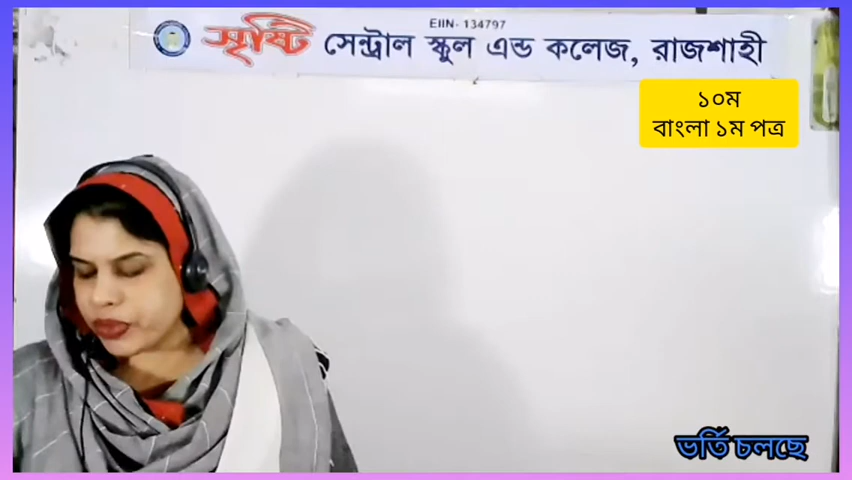 EIIN- 134797
সৃষ্টি সেন্ট্রাল স্কুল এন্ড কলেজ, রাজশাহী
১০ম
বাংলা ১ম পত্র
ভর্তি চলছে